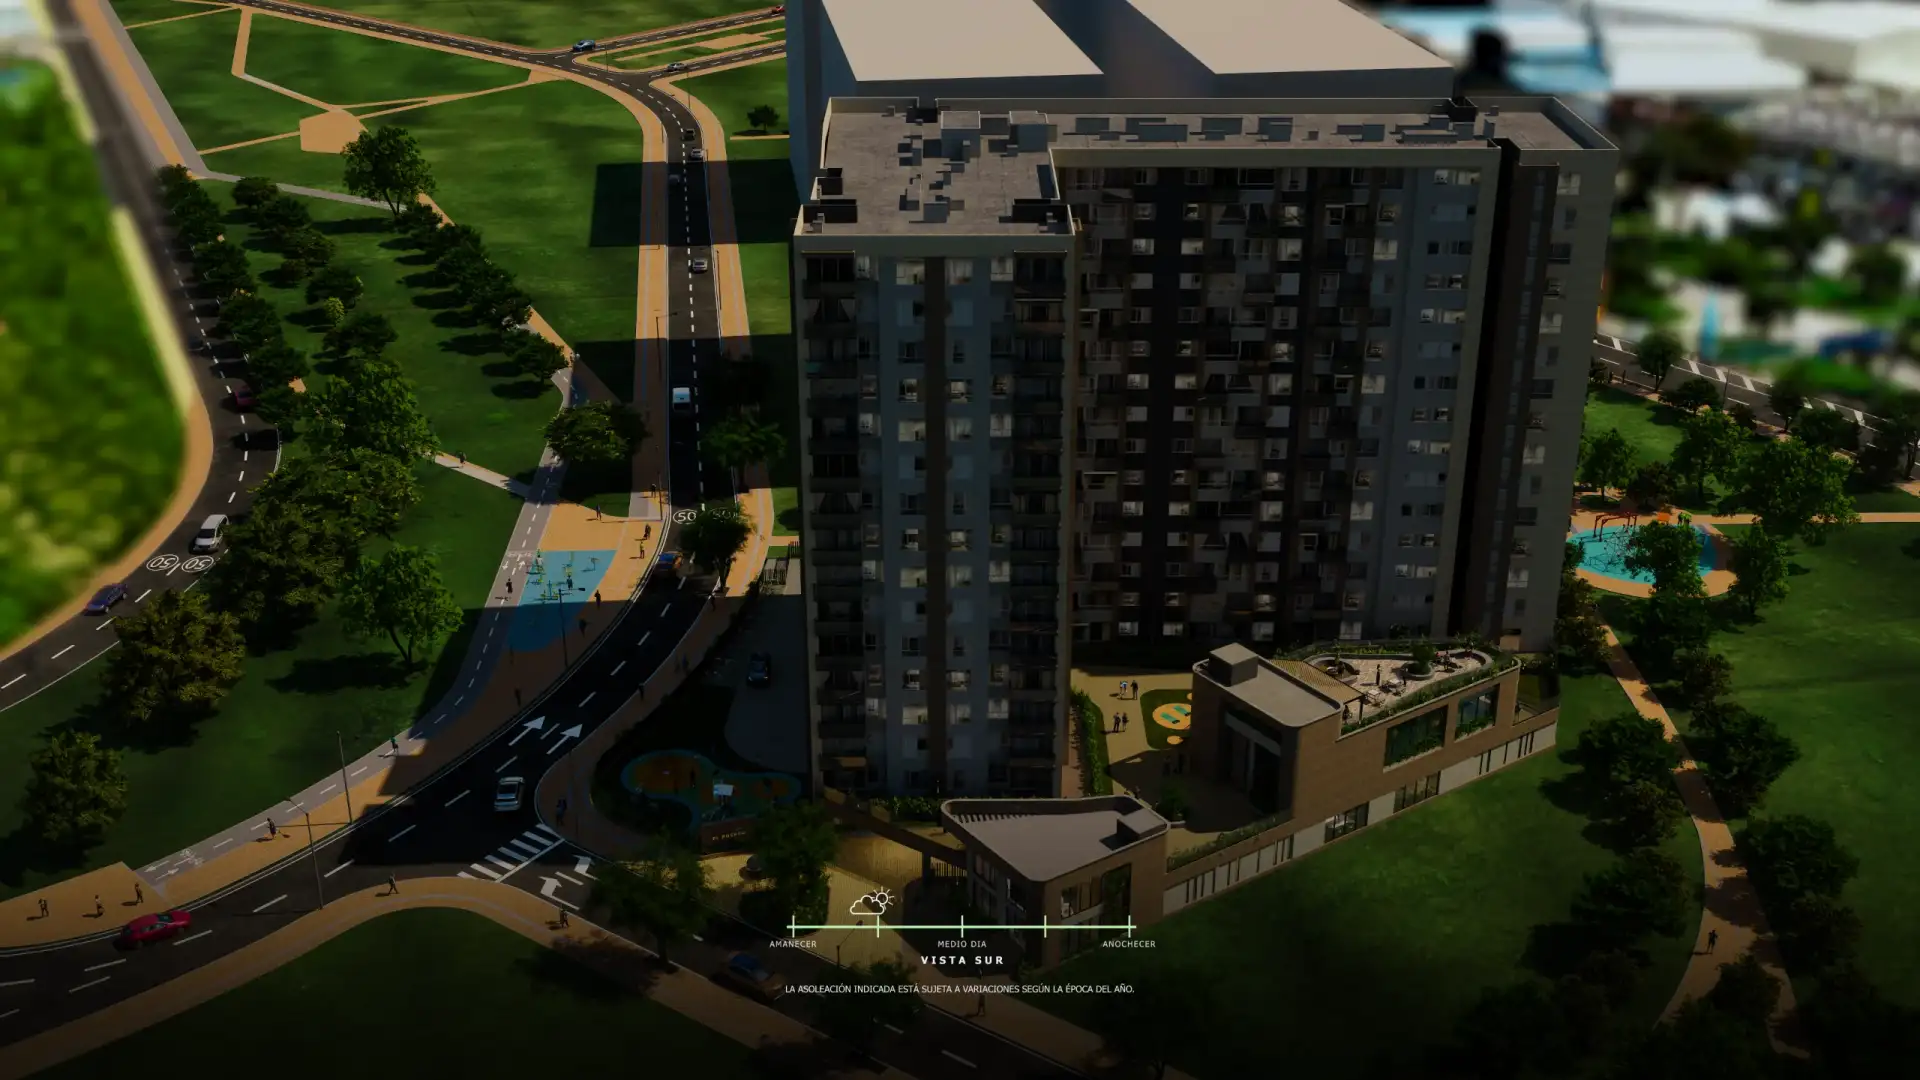 50
50/50
AMANECER
MEDIO DIA
ANOCHECER
VISTA SUR
LA ASOLEACIÓN INDICADA ESTÁ SUJETA A VARIACIONES SEGÚN LA ÉPOCA DEL AÑO.